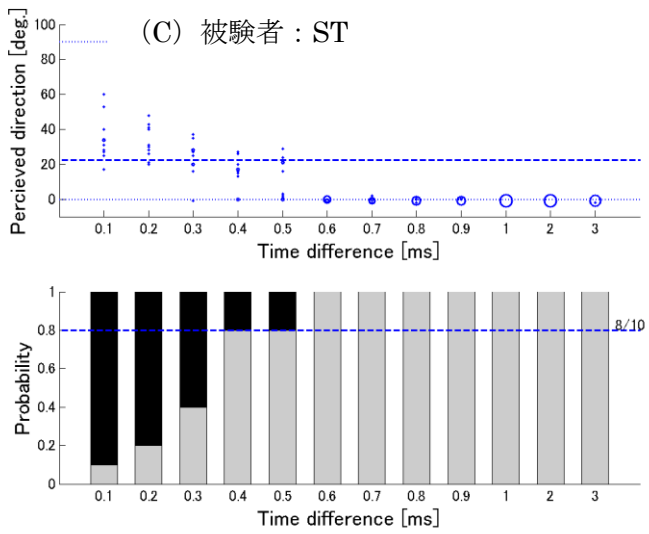 (C) 被験者：ST
Percieved direction [deg.]
100
80
60
40
20
0
0.1 0.2 0.3 0.4 0.5 0.6 0.7 0.8 0.9 1 2 3
Time difference [ms]
Probability
1
0.8
0.6
0.4
0.2
0
8/10
0.1 0.2 0.3 0.4 0.5 0.6 0.7 0.8 0.9 1 2 3
Time difference [ms]